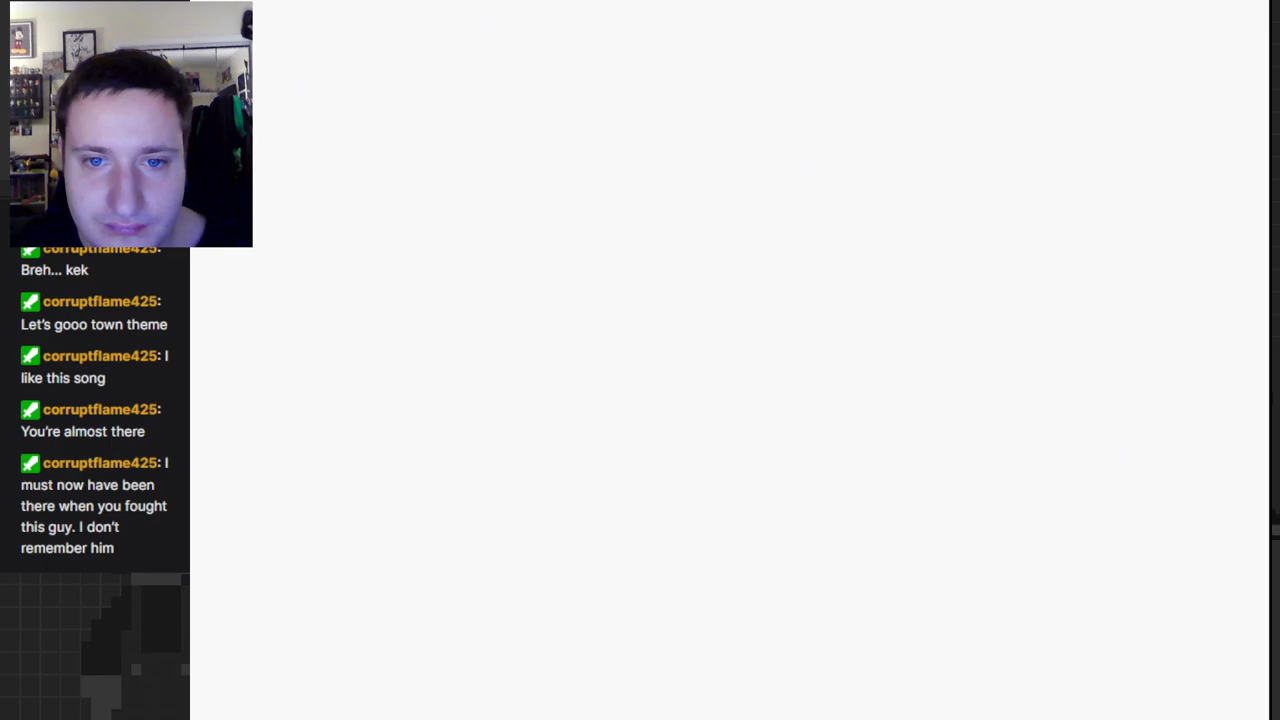 corruptflame425:
Breh... kek
corruptflame425:
Let's gooo town theme
corruptflame425: I
like this song
corruptflame425:
You're almost there
corruptflame425: I
must now have been
there when you fought
this guy. I don't
remember him